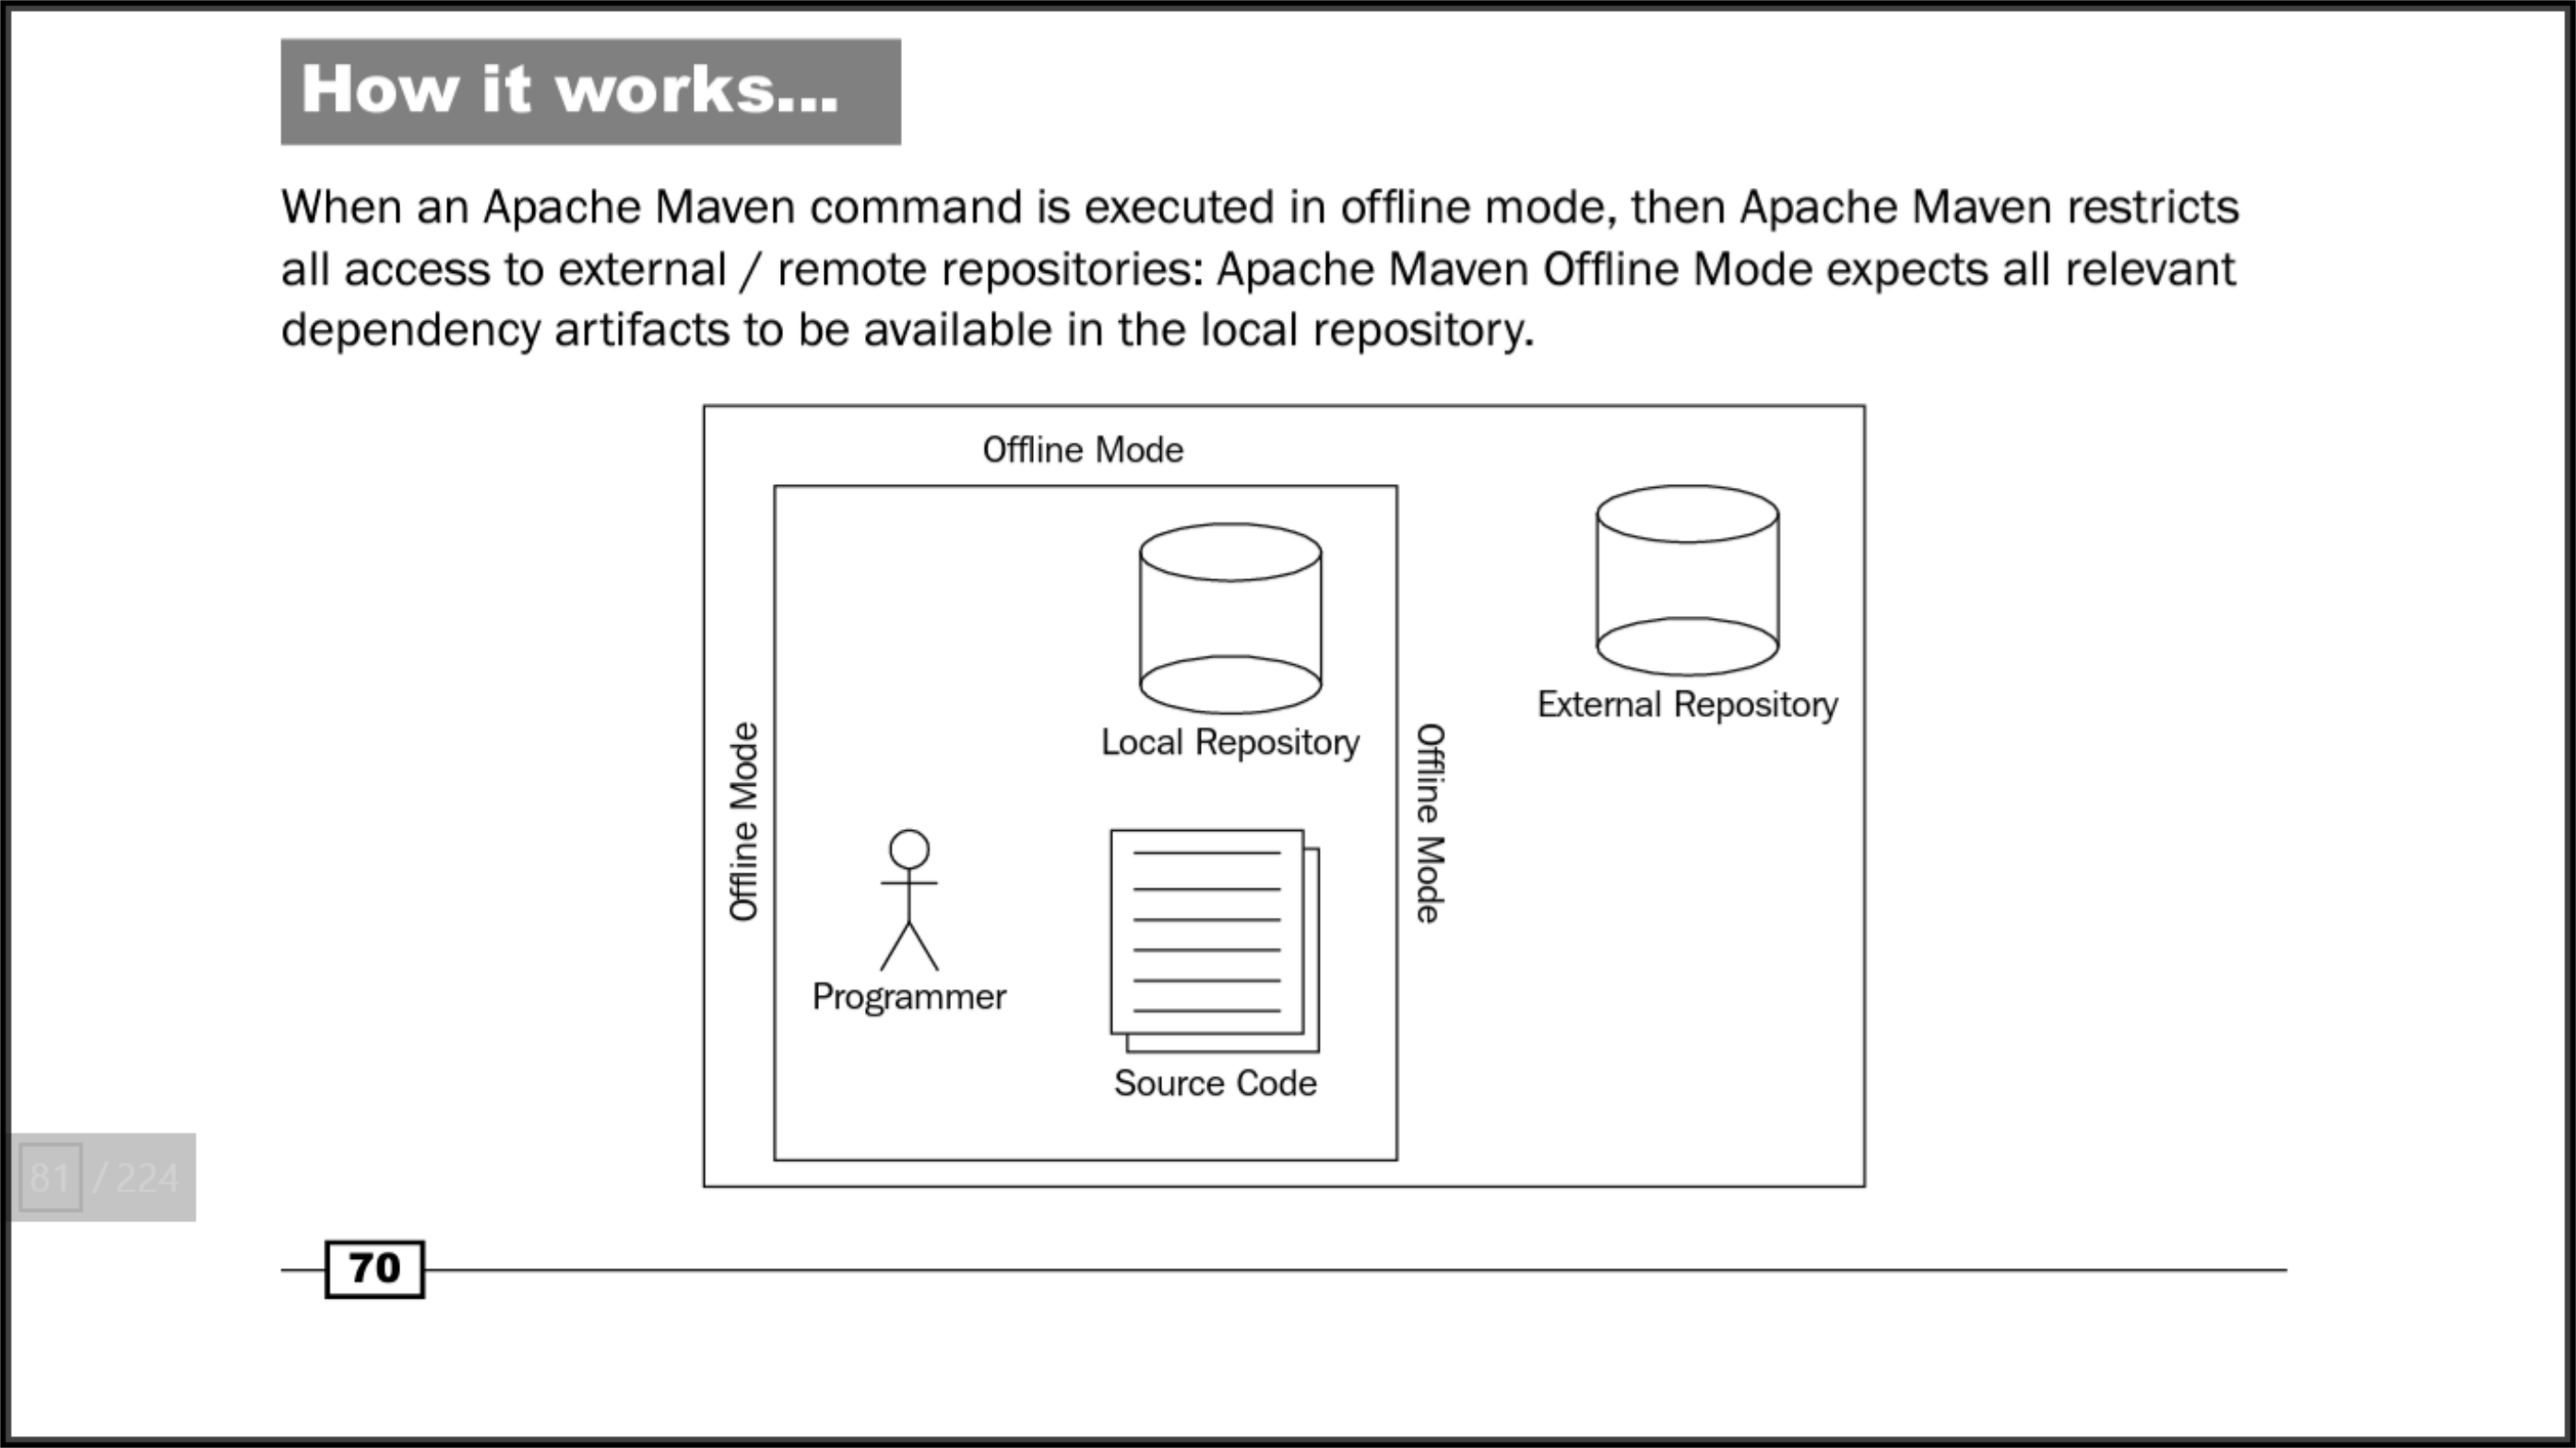 How it works...
When an Apache Maven command is executed in offline mode, then Apache Maven restricts
all access to external / remote repositories: Apache Maven Offline Mode expects all relevant
dependency artifacts to be available in the local repository.
Offline Mode
External Repository
Local Repository
Offline Mode
Offline Mode
Programmer
Source Code
81 / 224
70